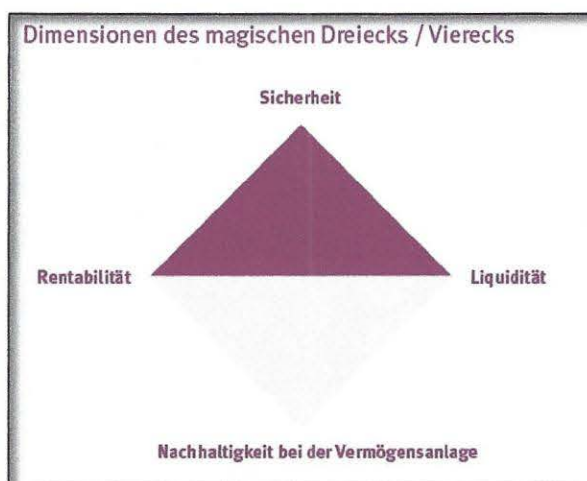 Dimensionen des magischen Dreiecks / Vierecks
Sicherheit
Rentabilität
Liquidität
Nachhaltigkeit bei der Vermögensanlage